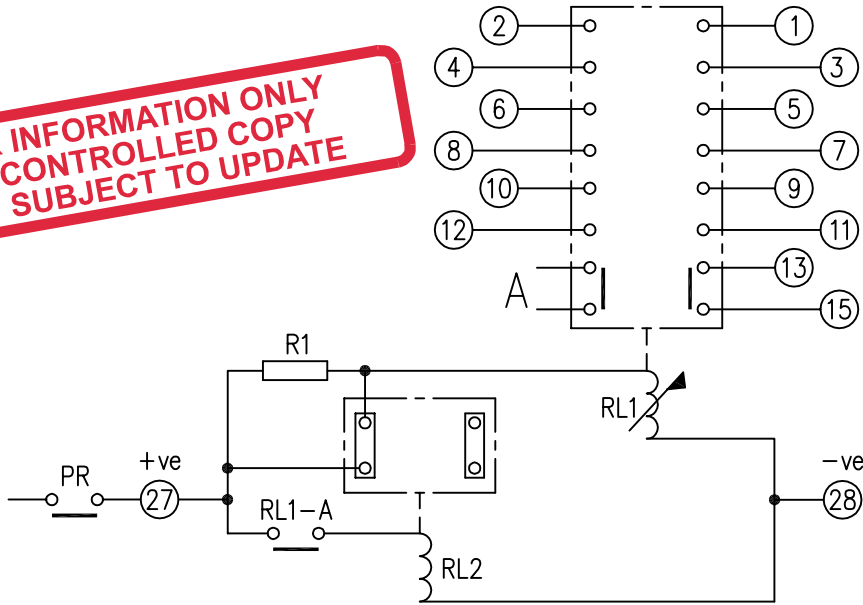 2 1
4 3
INFORMATION ONLY
CONTROLLED COPY
SUBJECT TO UPDATE
6 5
8 7
10 9
12 11
A 13
15
R1
RL1
+ve -ve
PR 27 28
RL1-A
RL2